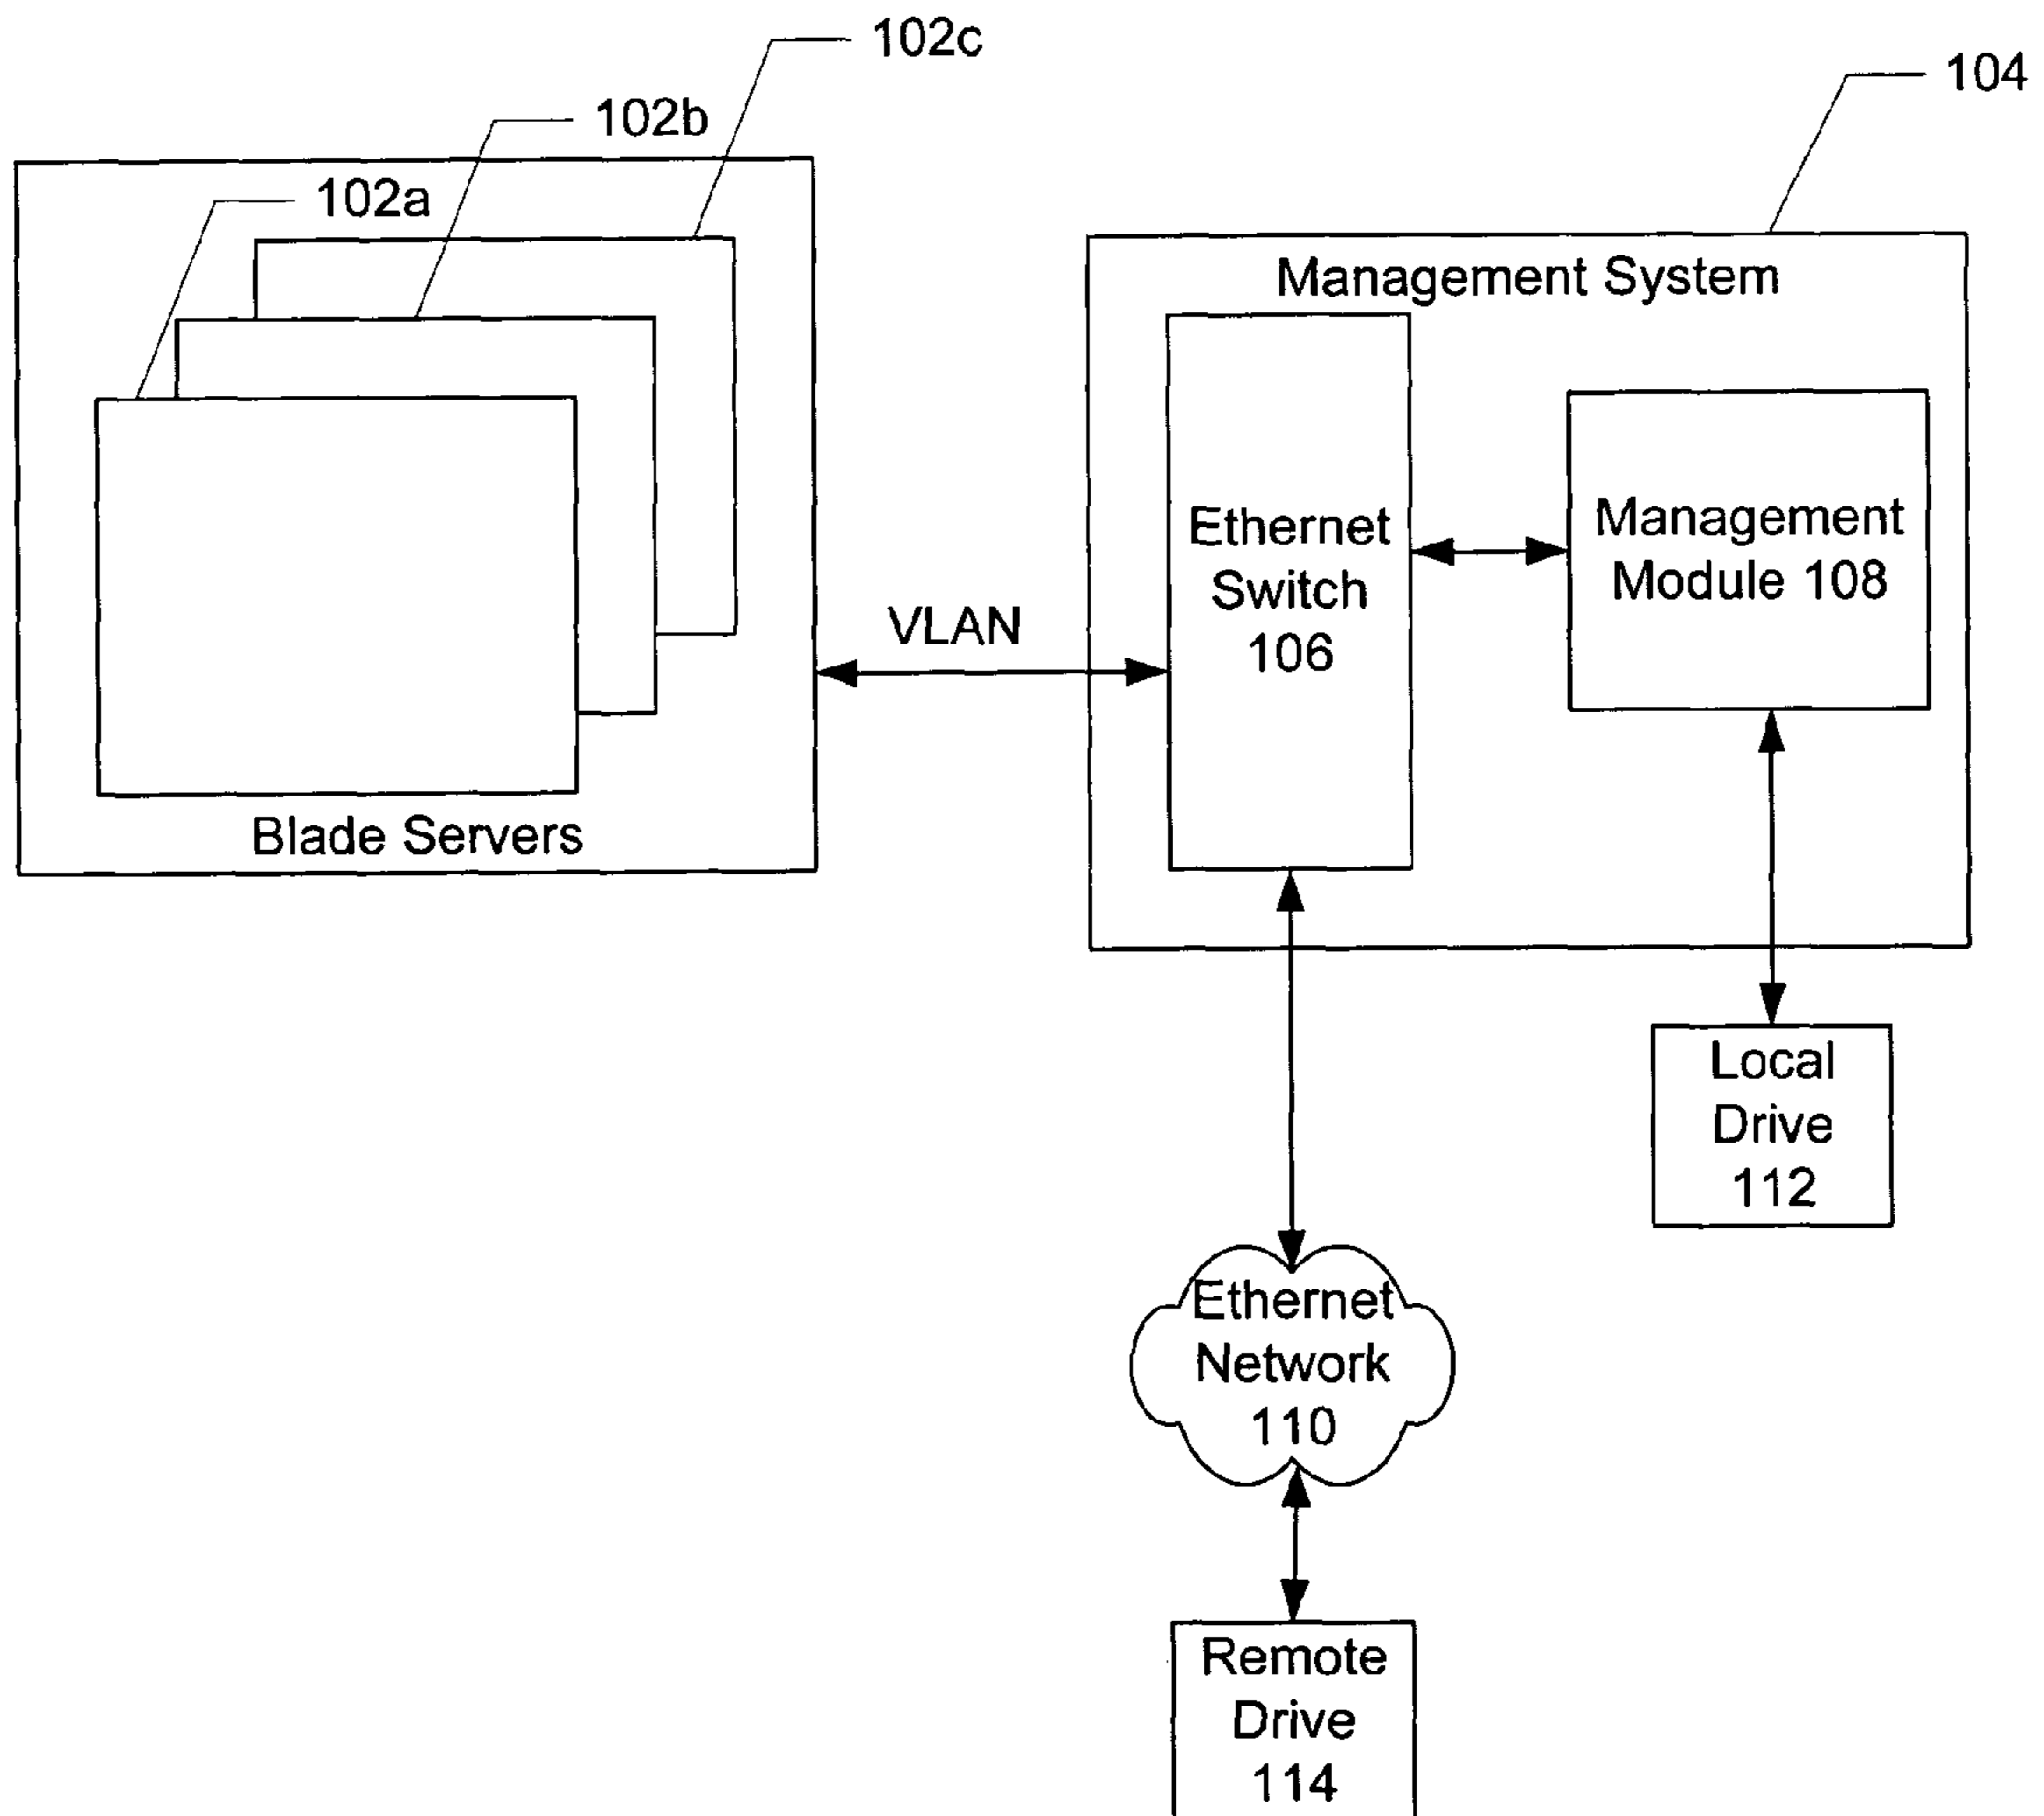 102c
104
102b
102a
Management System
Ethernet
Switch
106
Management
Module 108
VLAN
Blade Servers
Local
Drive
112
Ethernet
Network
110
Remote
Drive
114